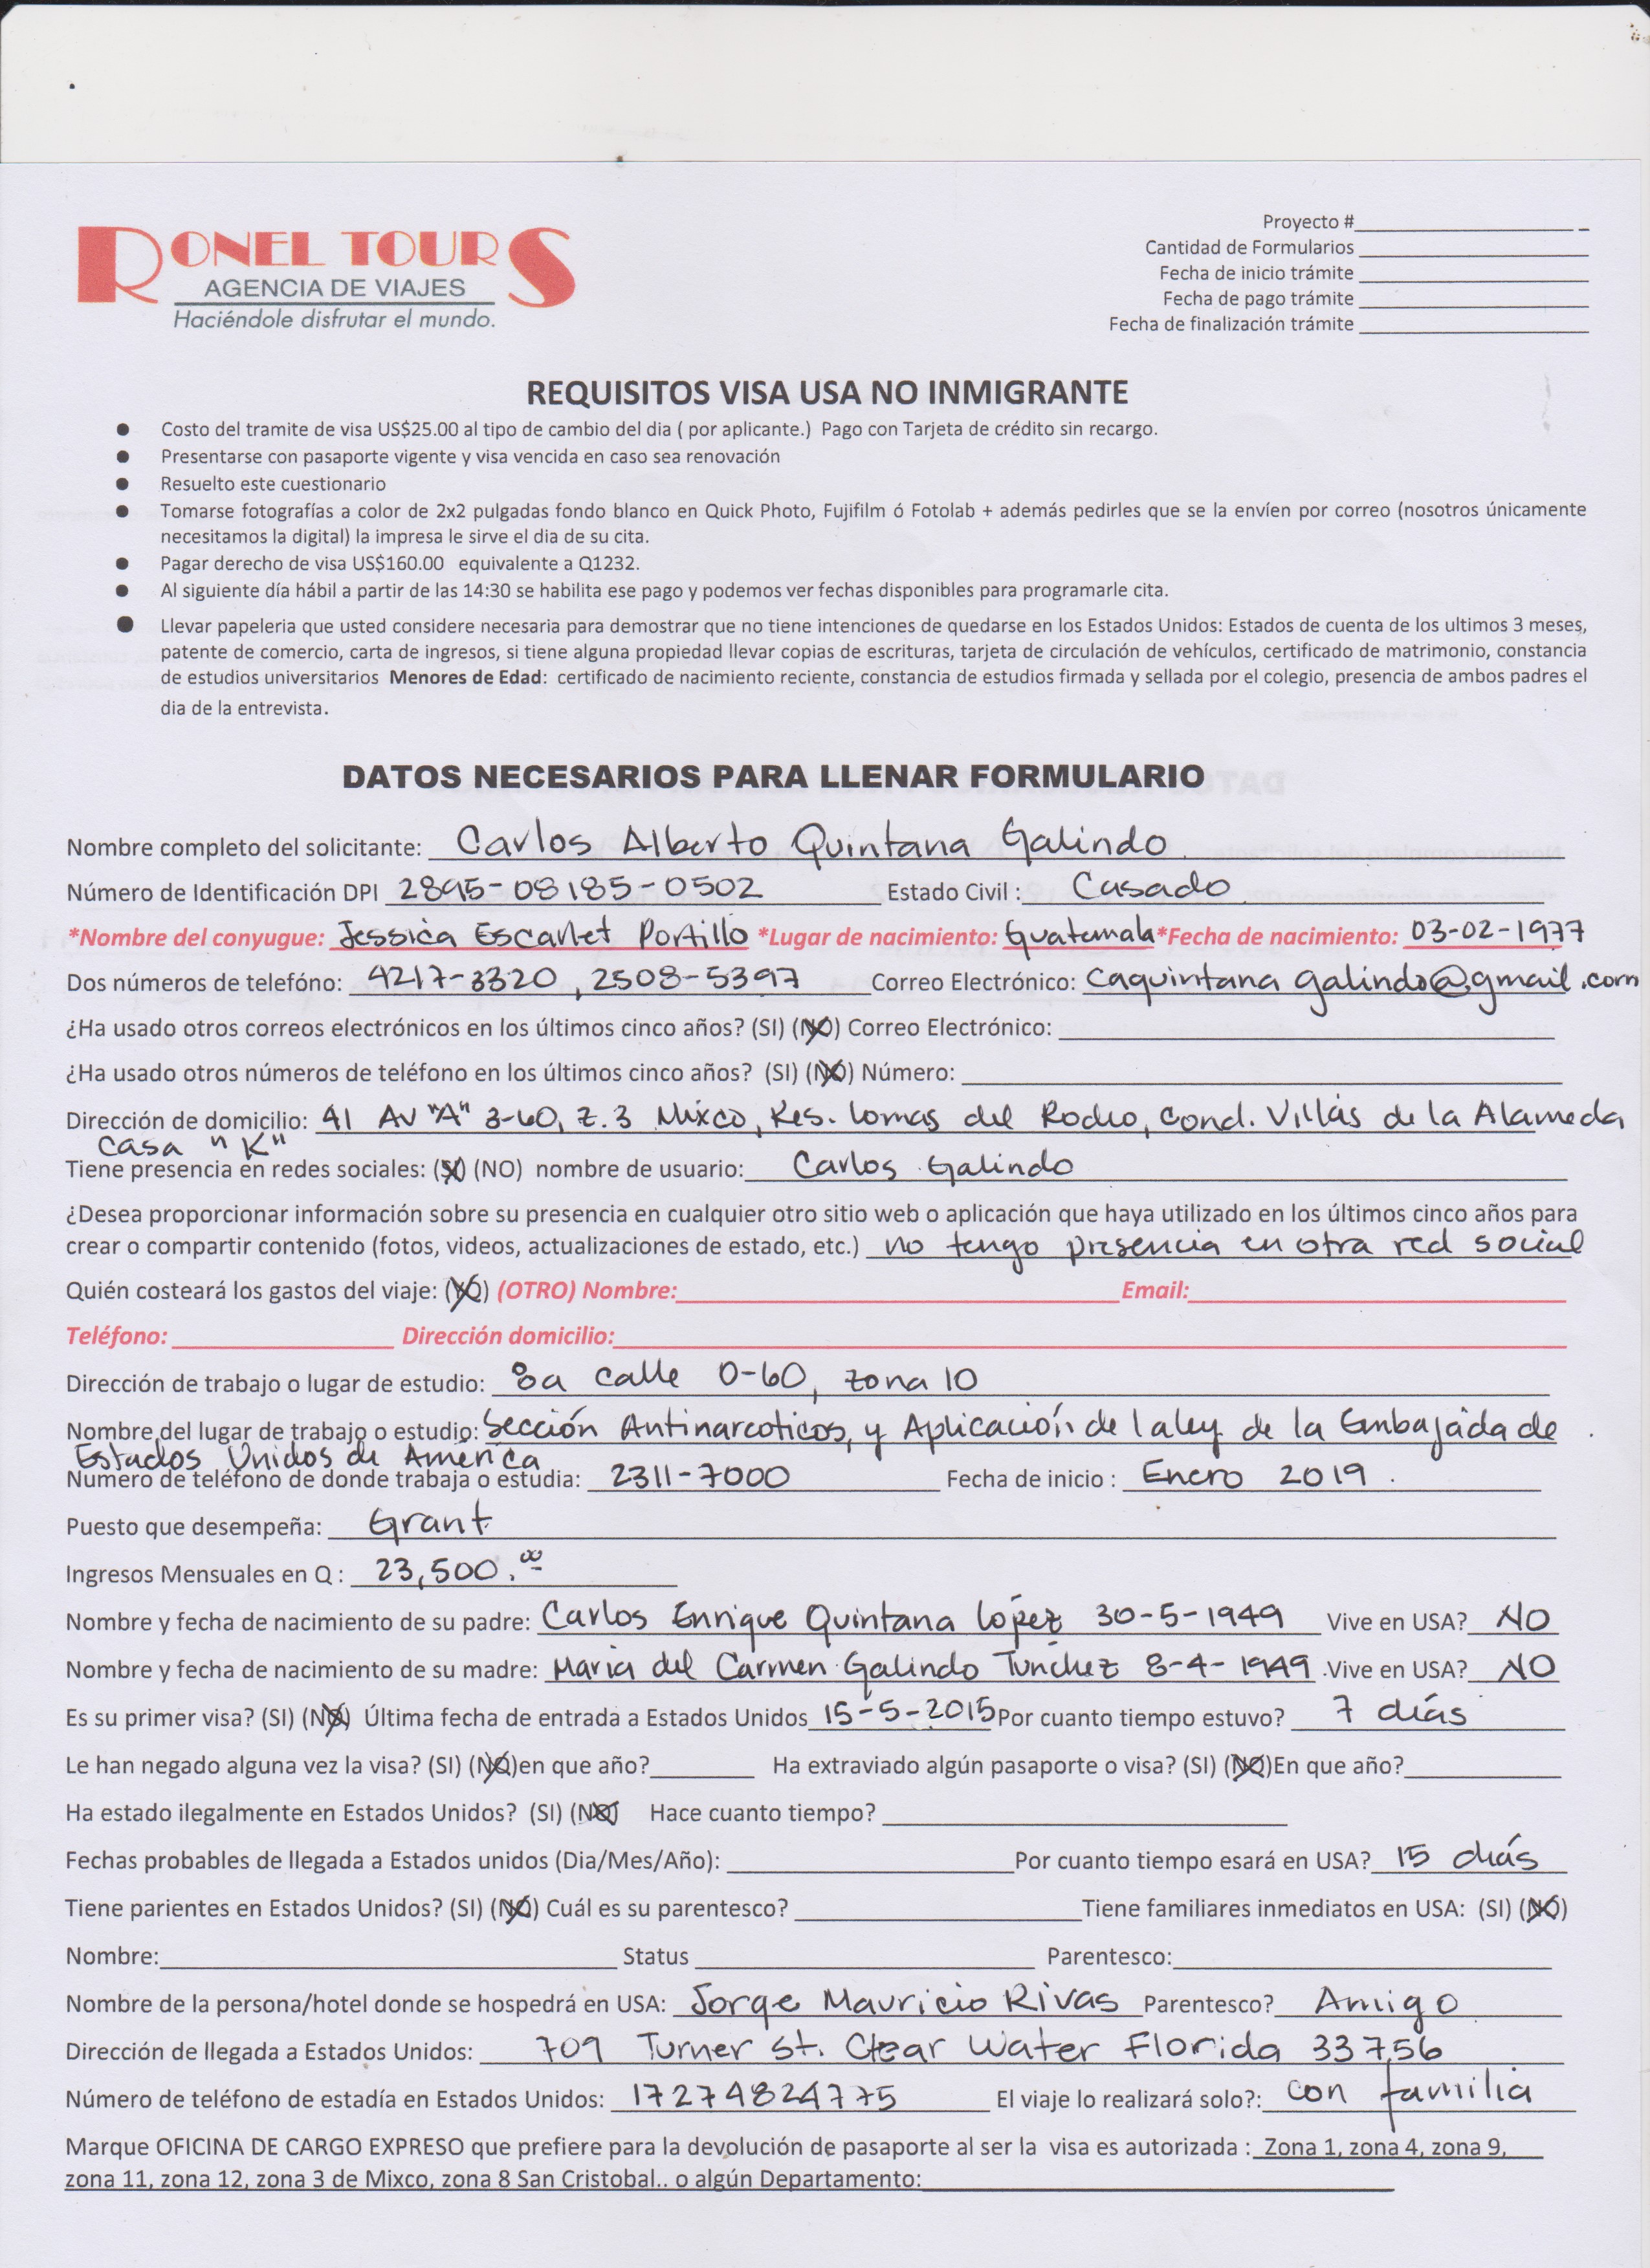 RONEL TOURS
AGENCIA DE VIAJES
Haciéndole disfrutar el mundo.
Proyecto #
Cantidad de Formularios
Fecha de inicio trámite
Fecha de pago trámite
Fecha de finalización trámite
REQUISITOS VISA USA NO INMIGRANTE
● Costo del tramite de visa US$25.00 al tipo de cambio del dia ( por aplicante.) Pago con Tarjeta de crédito sin recargo.
● Presentarse con pasaporte vigente y visa vencida en caso sea renovación
● Resuelto este cuestionario
● Tomarse fotografías a color de 2x2 pulgadas fondo blanco en Quick Photo, Fujifilm ó Fotolab + además pedirles que se la envíen por correo (nosotros únicamente
necesitamos la digital) la impresa le sirve el dia de su cita.
● Pagar derecho de visa US$160.00 equivalente a Q1232.
● Al siguiente día hábil a partir de las 14:30 se habilita ese pago y podemos ver fechas disponibles para programarle cita.
● Llevar papeleria que usted considere necesaria para demostrar que no tiene intenciones de quedarse en los Estados Unidos: Estados de cuenta de los ultimos 3 meses,
patente de comercio, carta de ingresos, si tiene alguna propiedad llevar copias de escrituras, tarjeta de circulación de vehículos, certificado de matrimonio, constancia
de estudios universitarios Menores de Edad: certificado de nacimiento reciente, constancia de estudios firmada y sellada por el colegio, presencia de ambos padres el
dia de la entrevista.
DATOS NECESARIOS PARA LLENAR FORMULARIO
Nombre completo del solicitante: Carlos Alberto Quintana Galindo.
Número de Identificación DPI 2895-08185-0502 Estado Civil : Casado
*Nombre del conyugue: Jessica Escarlet Portillo *Lugar de nacimiento: Guatemala *Fecha de nacimiento: 03-02-1977
Dos números de telefóno: 4217-3320, 2508-5397 Correo Electrónico: caquintana galindo@gmail.com
¿Ha usado otros correos electrónicos en los últimos cinco años? (SI) (NO) Correo Electrónico:
¿Ha usado otros números de teléfono en los últimos cinco años? (SI) (NO) Número:
Dirección de domicilio: 41 AV "A" 3-60, z.3 Mixco, Res. lomas del Rodeo, Cond. Villas de la Alameda
casa "K"
Tiene presencia en redes sociales: (SI) (NO) nombre de usuario: Carlos Galindo
¿Desea proporcionar información sobre su presencia en cualquier otro sitio web o aplicación que haya utilizado en los últimos cinco años para
crear o compartir contenido (fotos, videos, actualizaciones de estado, etc.) no tengo presencia en otra red social
Quién costeará los gastos del viaje: (YO) (OTRO) Nombre: Email:
Teléfono: Dirección domicilio:
Dirección de trabajo o lugar de estudio: 8a calle 0-60, zona 10
Nombre del lugar de trabajo o estudio: Sección Antinarcoticos, y Aplicación de la ley de la Embajada de
Estados Unidos de América
Numero de teléfono de donde trabaja o estudia: 2311-7000 Fecha de inicio : Enero 2019.
Puesto que desempeña: Grant
Ingresos Mensuales en Q : 23,500.00
Nombre y fecha de nacimiento de su padre: Carlos Enrique Quintana López 30-5-1949 Vive en USA? NO
Nombre y fecha de nacimiento de su madre: Maria del Carmen Galindo Tunchez 8-4-1949 Vive en USA? NO
Es su primer visa? (SI) (NO) Última fecha de entrada a Estados Unidos 15-5-2015 Por cuanto tiempo estuvo? 7 días
Le han negado alguna vez la visa? (SI) (NO)en que año? Ha extraviado algún pasaporte o visa? (SI) (NO)En que año?
Ha estado ilegalmente en Estados Unidos? (SI) (NO) Hace cuanto tiempo?
Fechas probables de llegada a Estados unidos (Dia/Mes/Año): Por cuanto tiempo esará en USA? 15 días
Tiene parientes en Estados Unidos? (SI) (NO) Cuál es su parentesco? Tiene familiares inmediatos en USA: (SI) (NO)
Nombre: Status Parentesco:
Nombre de la persona/hotel donde se hospedrá en USA: Jorge Mauricio Rivas Parentesco? Amigo
Dirección de llegada a Estados Unidos: 709 Turner St. Clear Water Florida 33756
Número de teléfono de estadía en Estados Unidos: 17274824775 El viaje lo realizará solo?: con familia
Marque OFICINA DE CARGO EXPRESO que prefiere para la devolución de pasaporte al ser la visa es autorizada : Zona 1, zona 4, zona 9,
zona 11, zona 12, zona 3 de Mixco, zona 8 San Cristobal.. o algún Departamento: